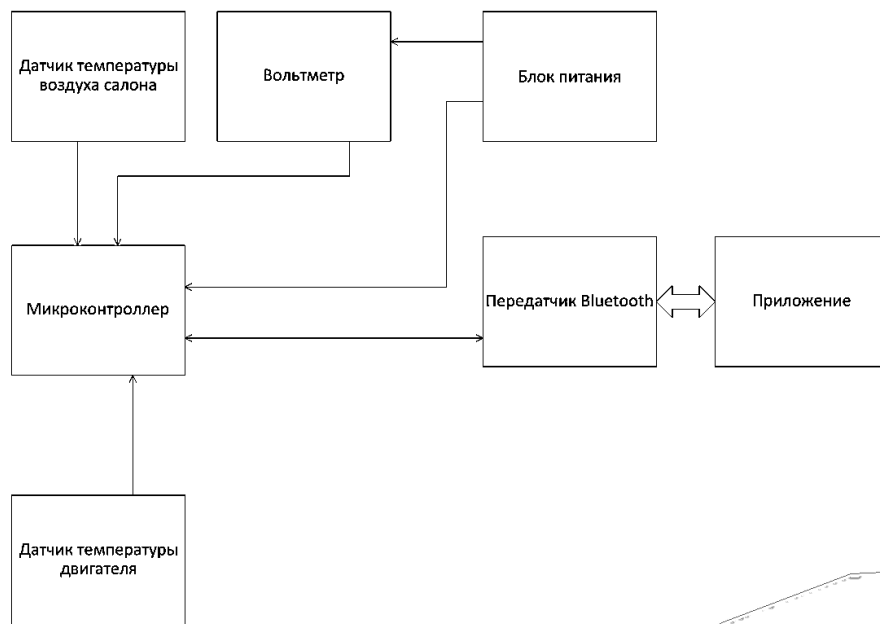 Датчик температуры
воздуха салона
Вольтметр
Блок питания
Микроконтроллер
Передатчик Bluetooth
Приложение
Датчик температуры
двигателя